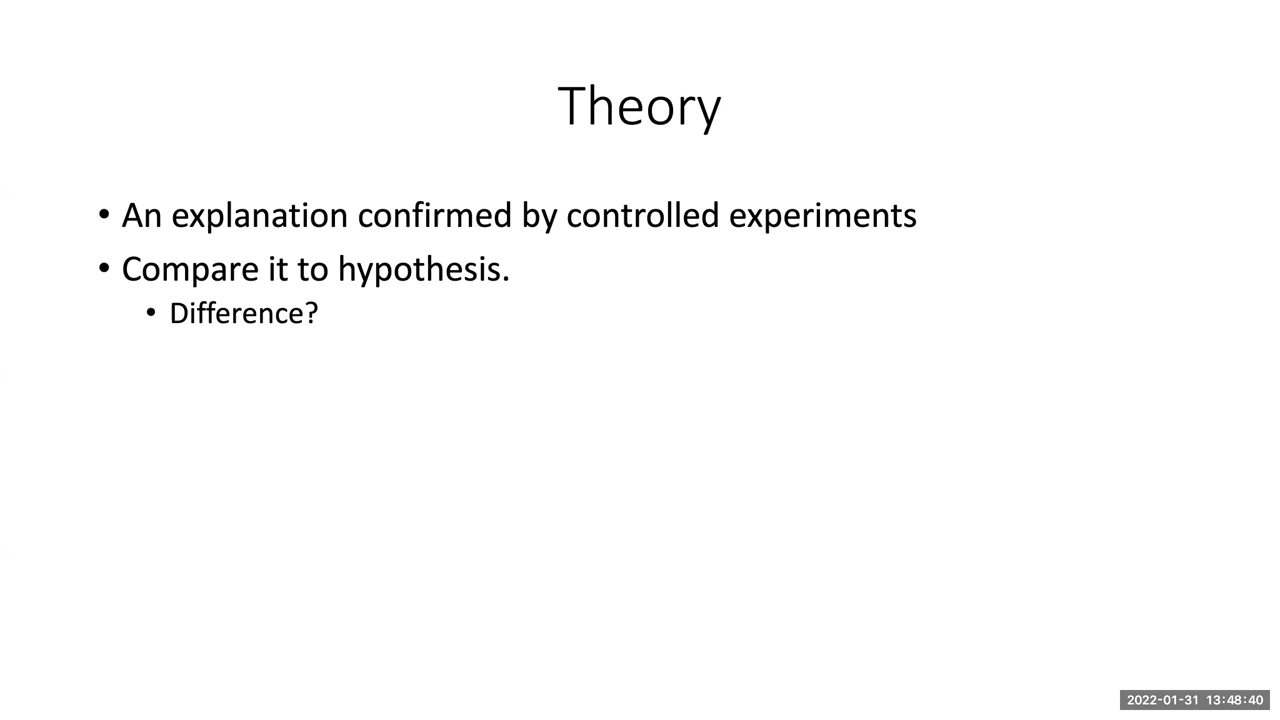 Theory
• An explanation confirmed by controlled experiments
• Compare it to hypothesis.
• Difference?
2022-01-31 13:48:40